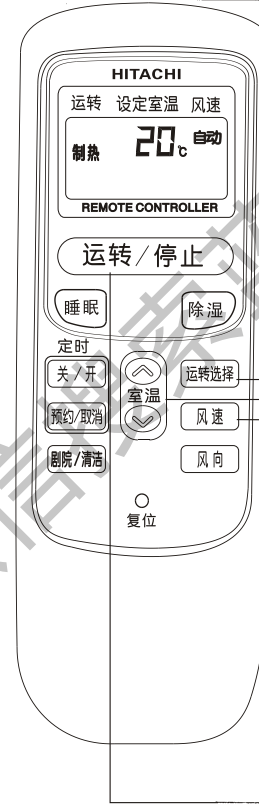 HITACHI
运转 设定室温 风速
制热 20℃ 自动
REMOTE CONTROLLER
运转/停止
睡眠 除湿
定时
关/开 运转选择
室温
预约/取消 风速
剧院/清洁 风向
复位